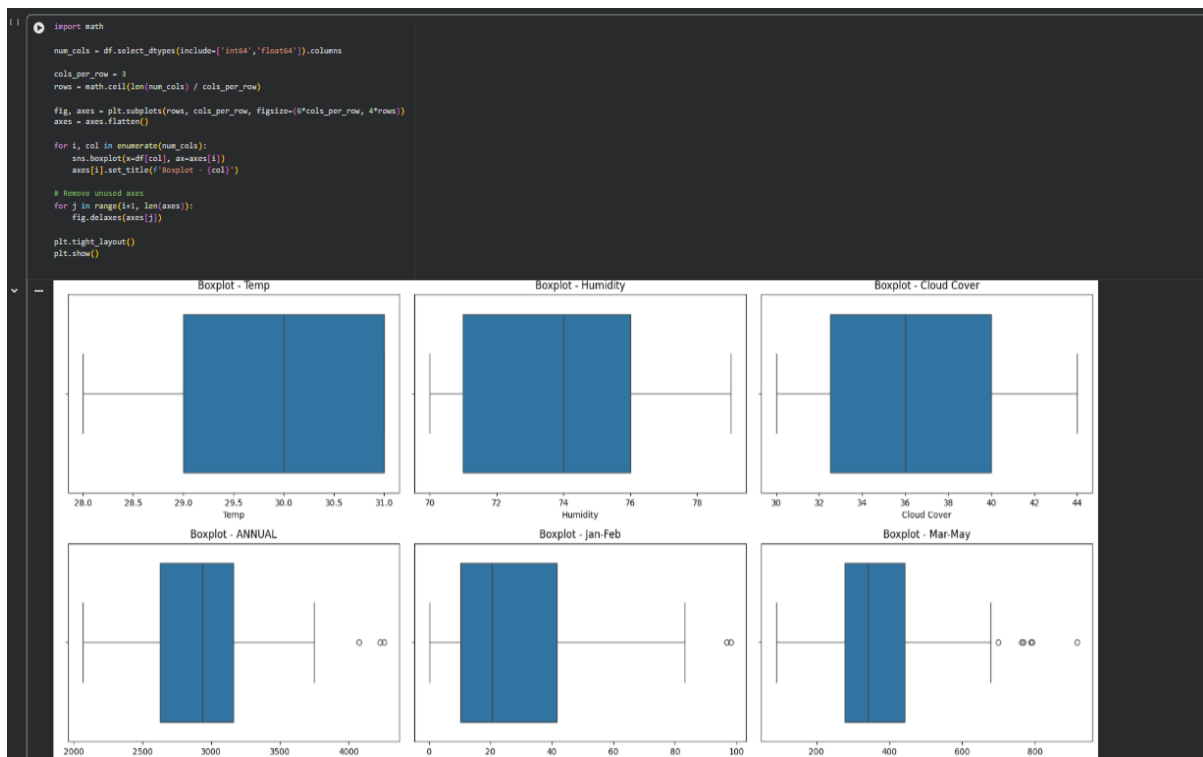 [ ]
import math
num_cols = df.select_dtypes(include=['int64','float64']).columns
cols_per_row = 3
rows = math.ceil(len(num_cols) / cols_per_row)
fig, axes = plt.subplots(rows, cols_per_row, figsize=(6*cols_per_row, 4*rows))
axes = axes.flatten()
for i, col in enumerate(num_cols):
    sns.boxplot(x=df[col], ax=axes[i])
    axes[i].set_title(f'Boxplot - {col}')
# Remove unused axes
for j in range(i+1, len(axes)):
    fig.delaxes(axes[j])
plt.tight_layout()
plt.show()
Boxplot - Temp
28.0 28.5 29.0 29.5 30.0 30.5 31.0
Temp
Boxplot - Humidity
70 72 74 76 78
Humidity
Boxplot - Cloud Cover
30 32 34 36 38 40 42 44
Cloud Cover
Boxplot - ANNUAL
2000 2500 3000 3500 4000
Boxplot - Jan-Feb
0 20 40 60 80 100
Boxplot - Mar-May
200 400 600 800